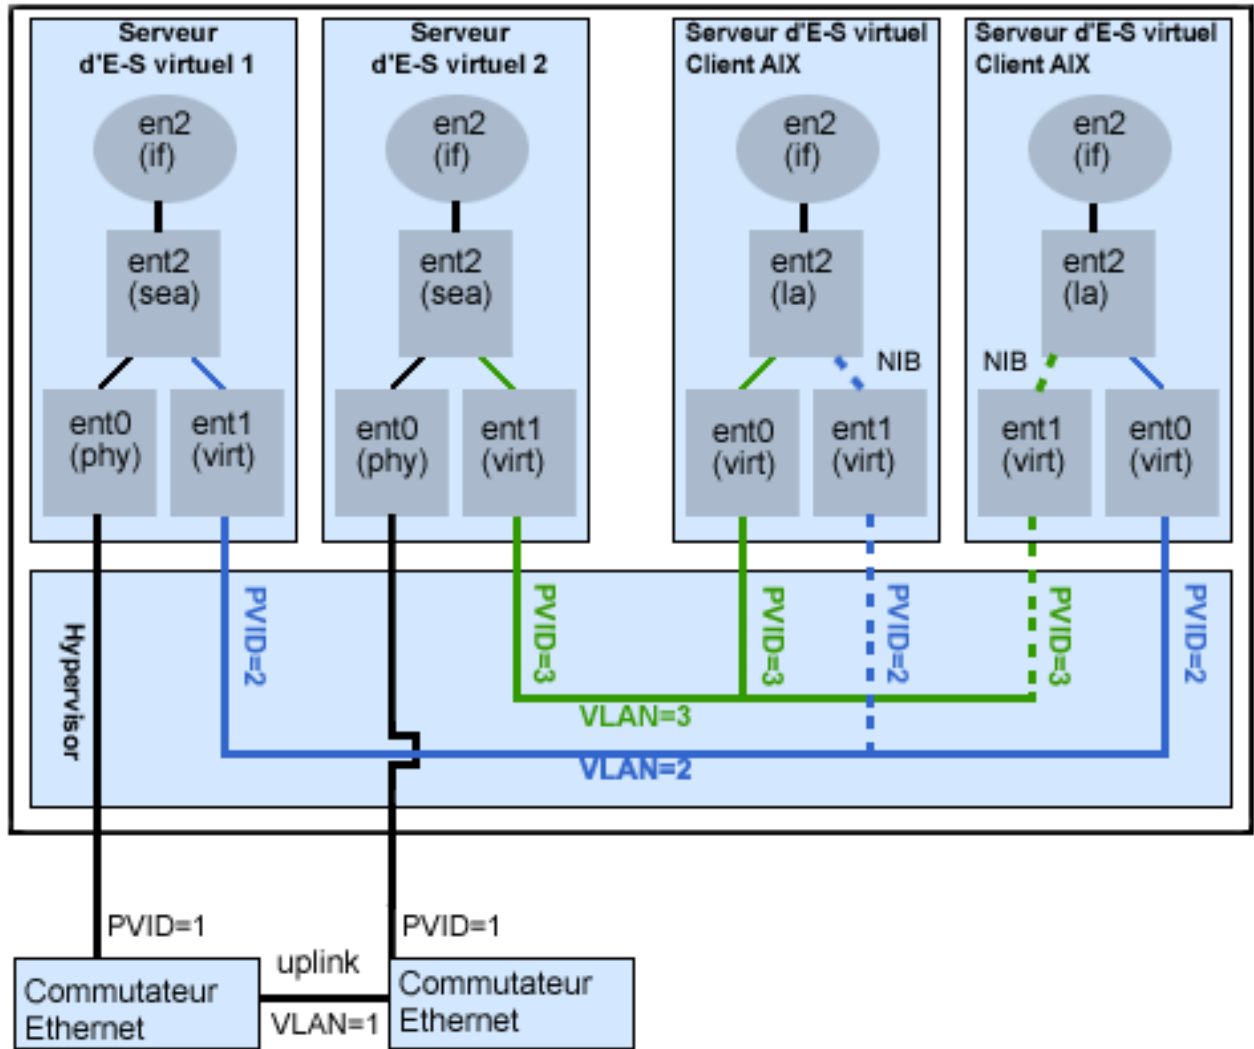 Serveur
d'E-S virtuel 1
Serveur
d'E-S virtuel 2
Serveur d'E-S virtuel
Client AIX
Serveur d'E-S virtuel
Client AIX
en2
(if)
en2
(if)
en2
(if)
en2
(if)
ent2
(sea)
ent2
(sea)
ent2
(la)
ent2
(la)
NIB
NIB
ent0
(phy)
ent1
(virt)
ent0
(phy)
ent1
(virt)
ent0
(virt)
ent1
(virt)
ent1
(virt)
ent0
(virt)
Hypervisor
PVID=2
PVID=3
PVID=3
PVID=2
PVID=3
PVID=2
VLAN=3
VLAN=2
PVID=1
PVID=1
uplink
Commutateur
Ethernet
VLAN=1
Commutateur
Ethernet